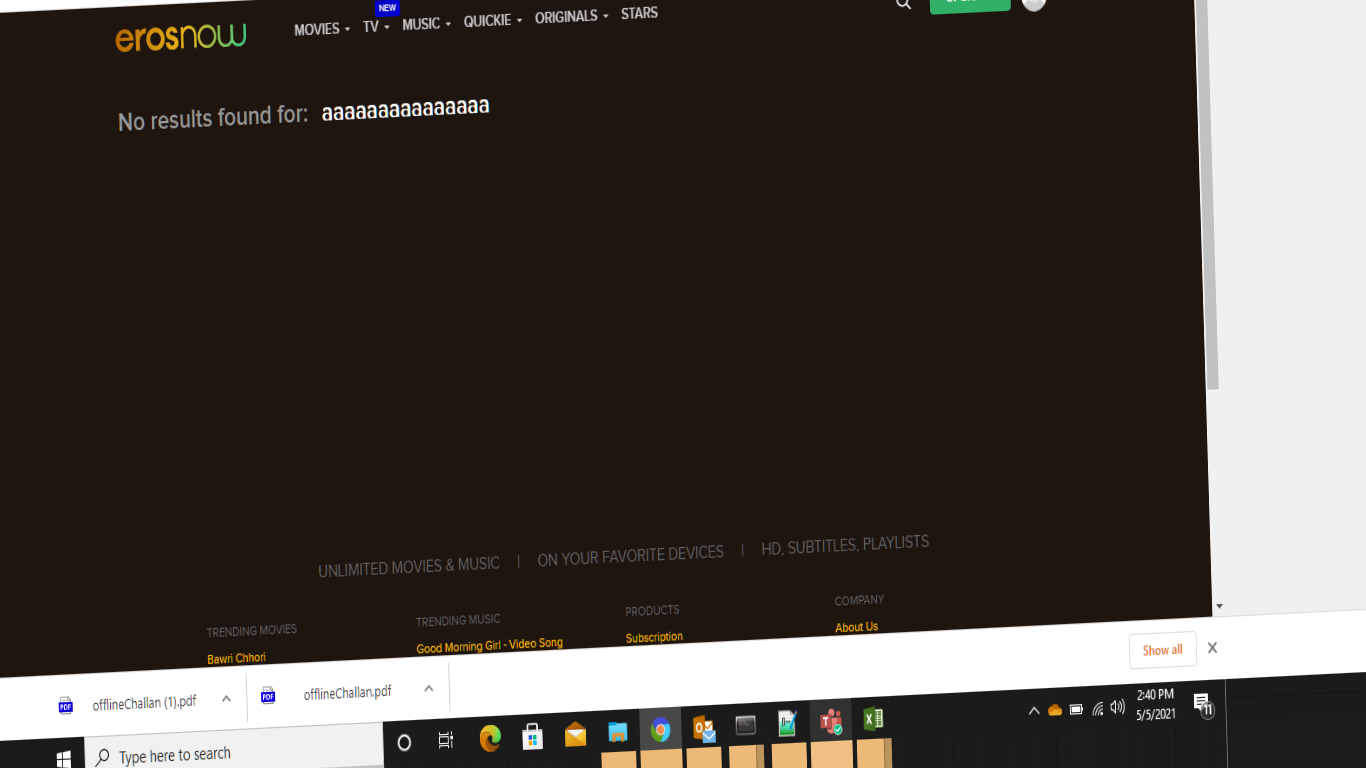 NEW
erosnow MOVIES TV MUSIC QUICKIE ORIGINALS STARS
No results found for: aaaaaaaaaaaaaaa
UNLIMITED MOVIES & MUSIC | ON YOUR FAVORITE DEVICES | HD, SUBTITLES, PLAYLISTS
TRENDING MOVIES TRENDING MUSIC PRODUCTS COMPANY
Bawri Chhori Good Morning Girl - Video Song Subscription About Us
Show all
PDF offlineChallan (1).pdf PDF offlineChallan.pdf
2:40 PM
5/5/2021
11
Type here to search